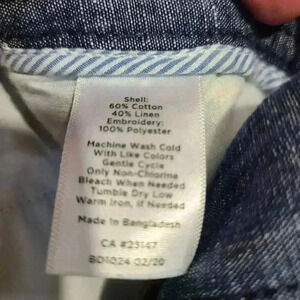 Shell:
60% Cotton
40% Linen
Embroidery:
100% Polyester
Machine Wash Cold
With Like Colors
Gentle Cycle
Only Non-Chlorine
Bleach When Needed
Tumble Dry Low
Warm Iron, if Needed
Made in Bangladesh
CA #23147
BD1024 02/20